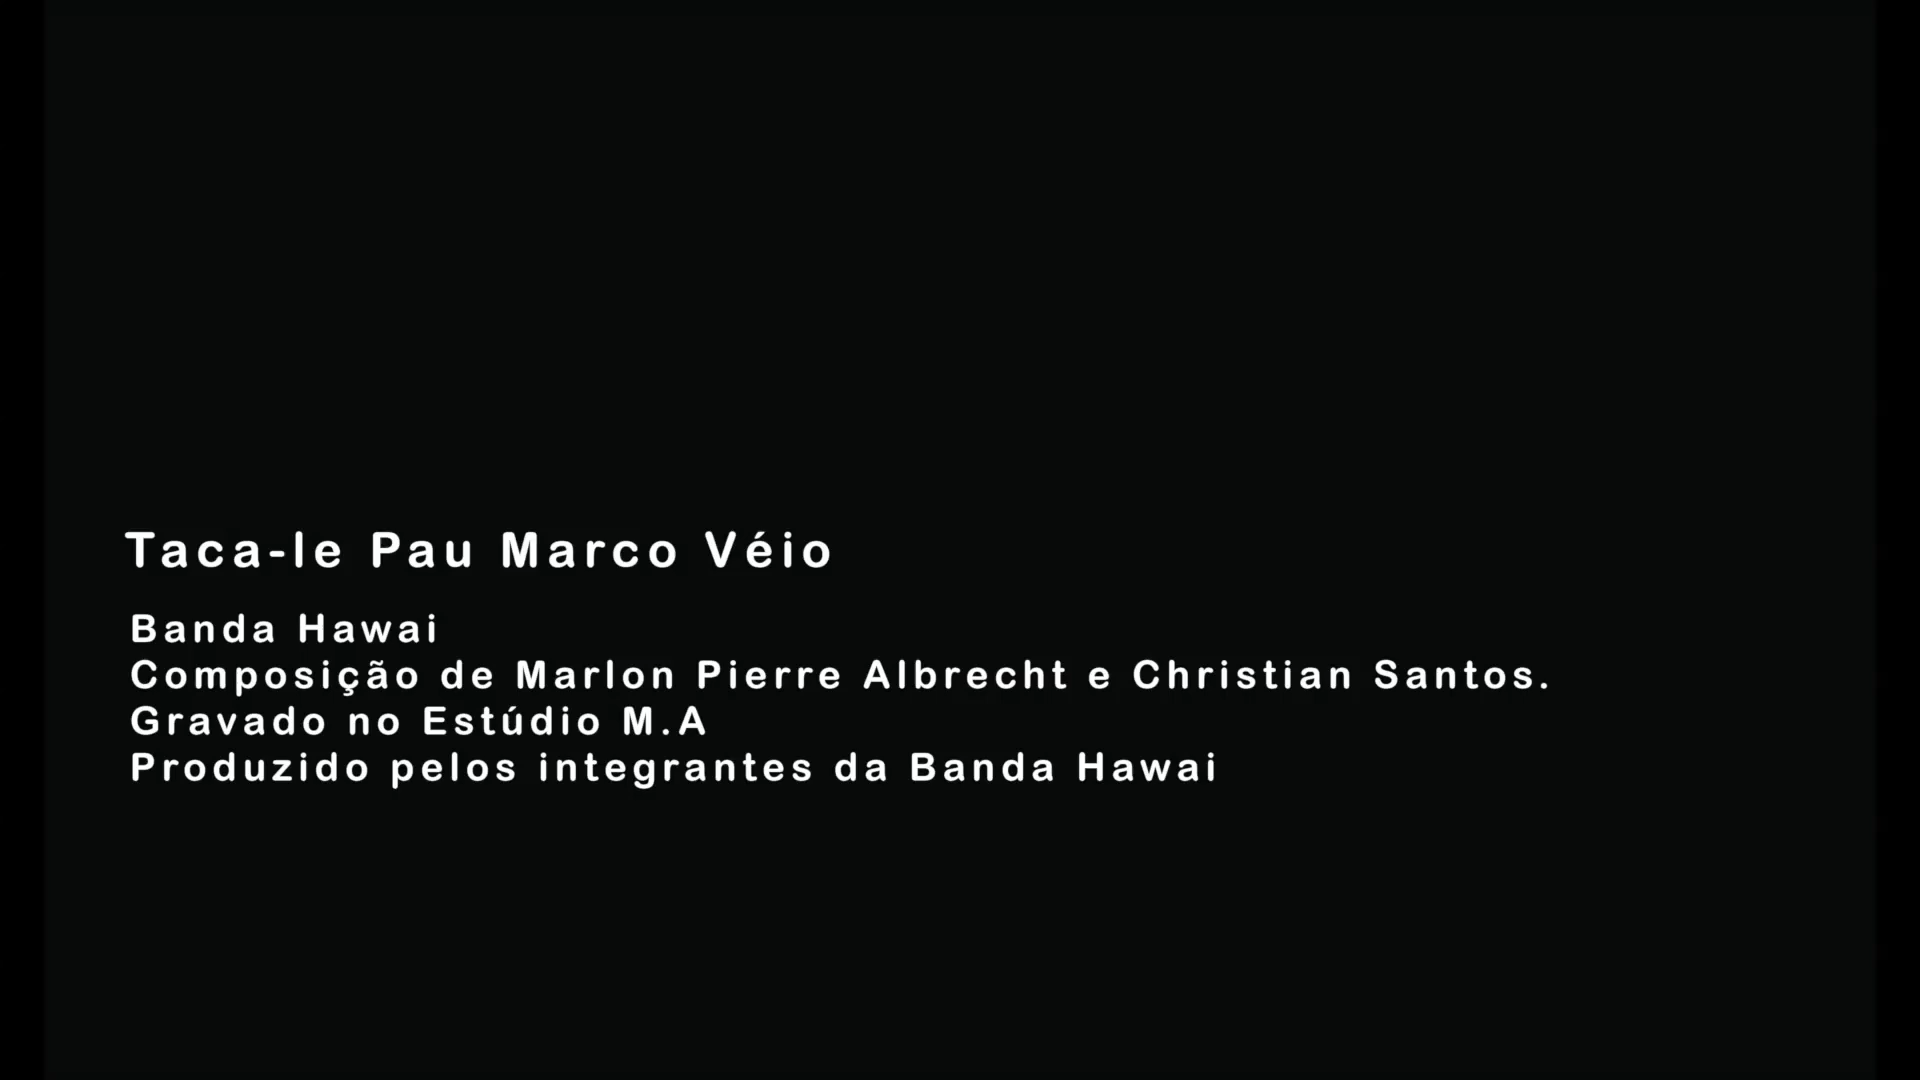 Taca-le Pau Marco Véio
Banda Hawai
Composição de Marlon Pierre Albrecht e Christian Santos.
Gravado no Estúdio M.A
Produzido pelos integrantes da Banda Hawai